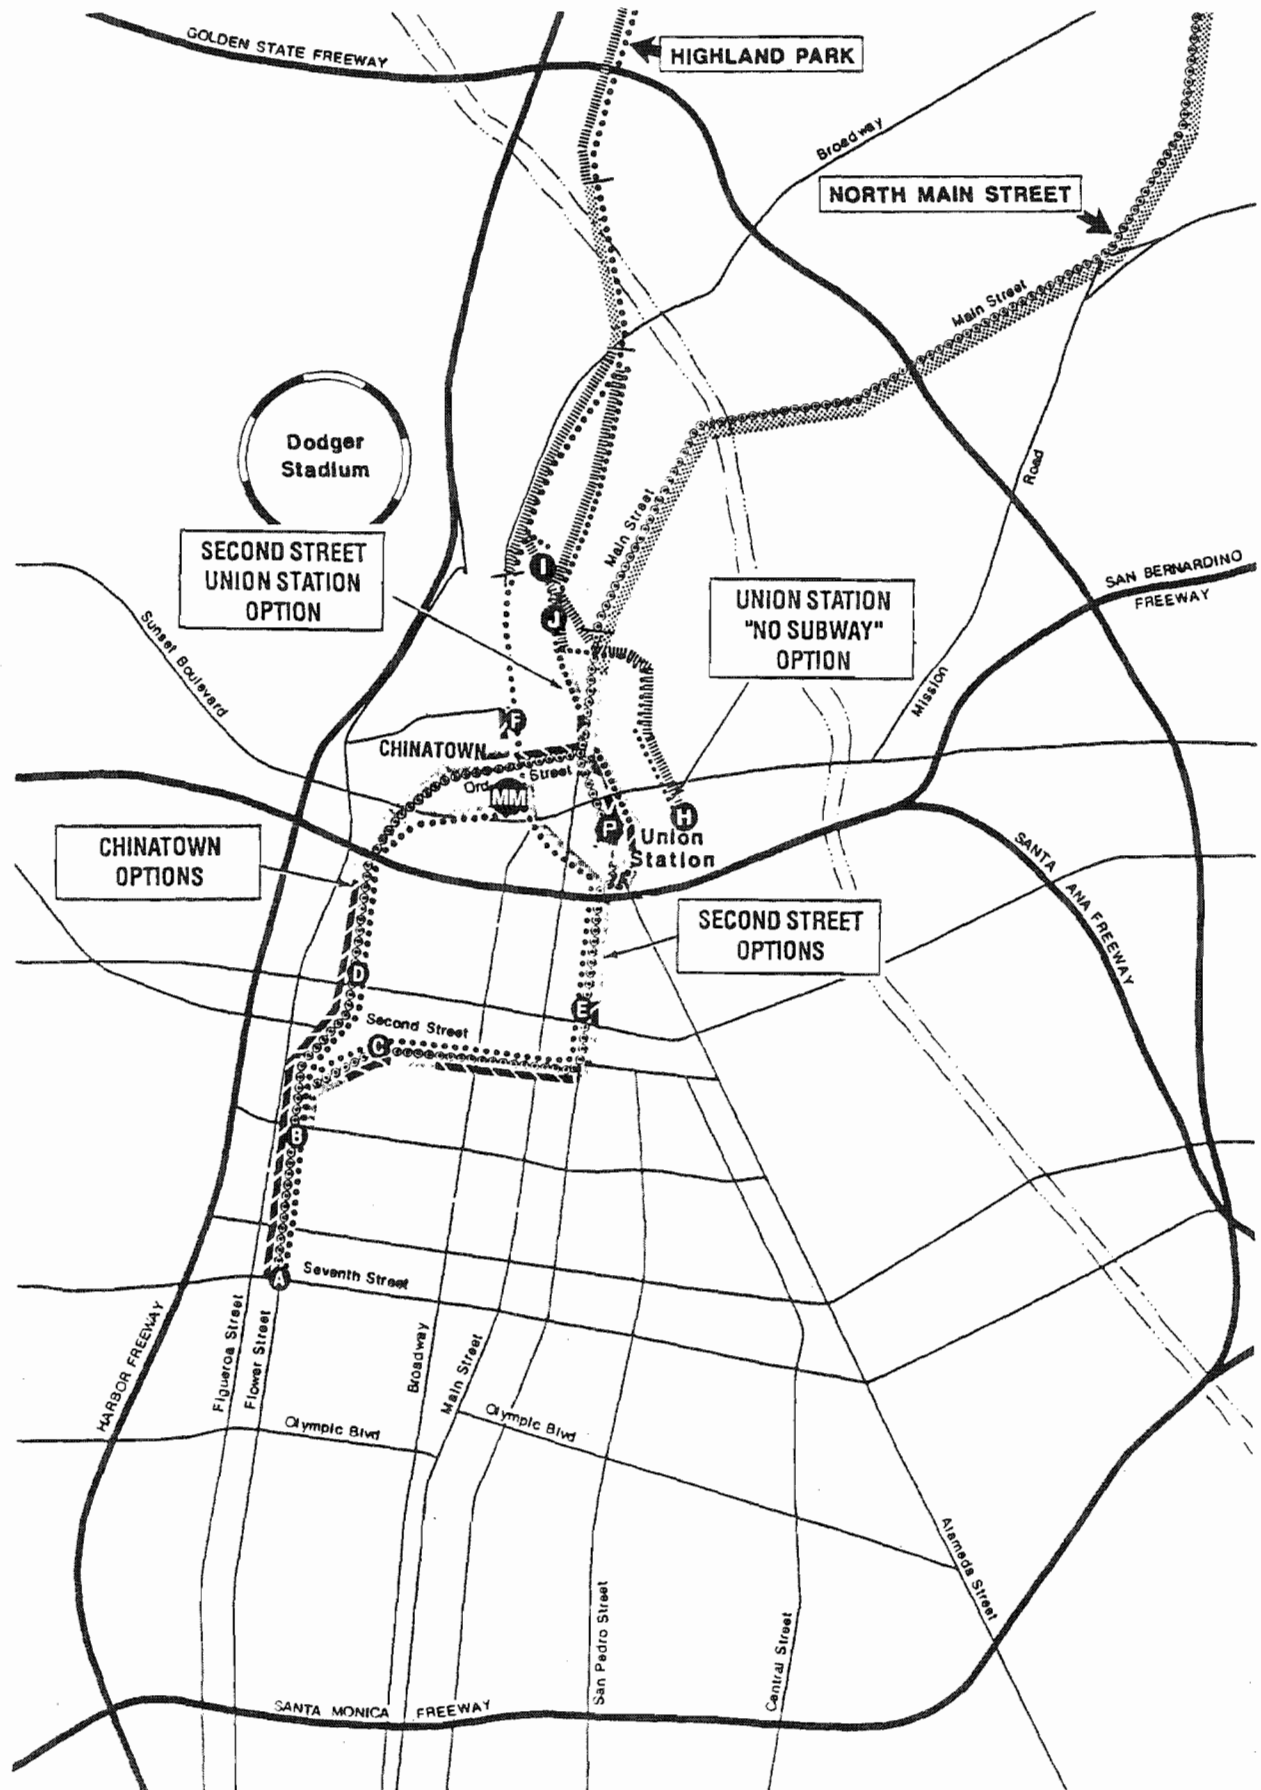 GOLDEN STATE FREEWAY
HIGHLAND PARK
Broadway
NORTH MAIN STREET
Main Street
Dodger
Stadium
Road
Main Street
SECOND STREET
UNION STATION
OPTION
I
SAN BERNARDINO
FREEWAY
J
UNION STATION
"NO SUBWAY"
OPTION
Sunset Boulevard
Mission
F
CHINATOWN
Ord Street
MM
P
H
Union
Station
CHINATOWN
OPTIONS
SANTA ANA FREEWAY
SECOND STREET
OPTIONS
D
E
Second Street
C
B
A
Seventh Street
HARBOR FREEWAY
Figueroa Street
Flower Street
Broadway
Main Street
Olympic Blvd
Olympic Blvd
Alameda Street
San Pedro Street
Central Street
SANTA MONICA FREEWAY